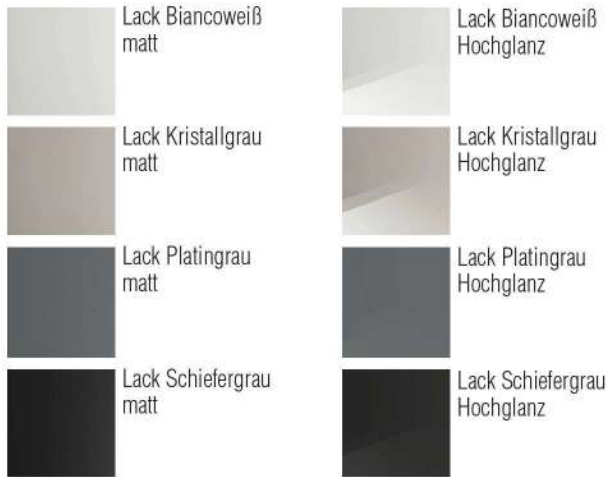 Lack Biancoweiß
matt
Lack Biancoweiß
Hochglanz
Lack Kristallgrau
matt
Lack Kristallgrau
Hochglanz
Lack Platingrau
matt
Lack Platingrau
Hochglanz
Lack Schiefergrau
matt
Lack Schiefergrau
Hochglanz